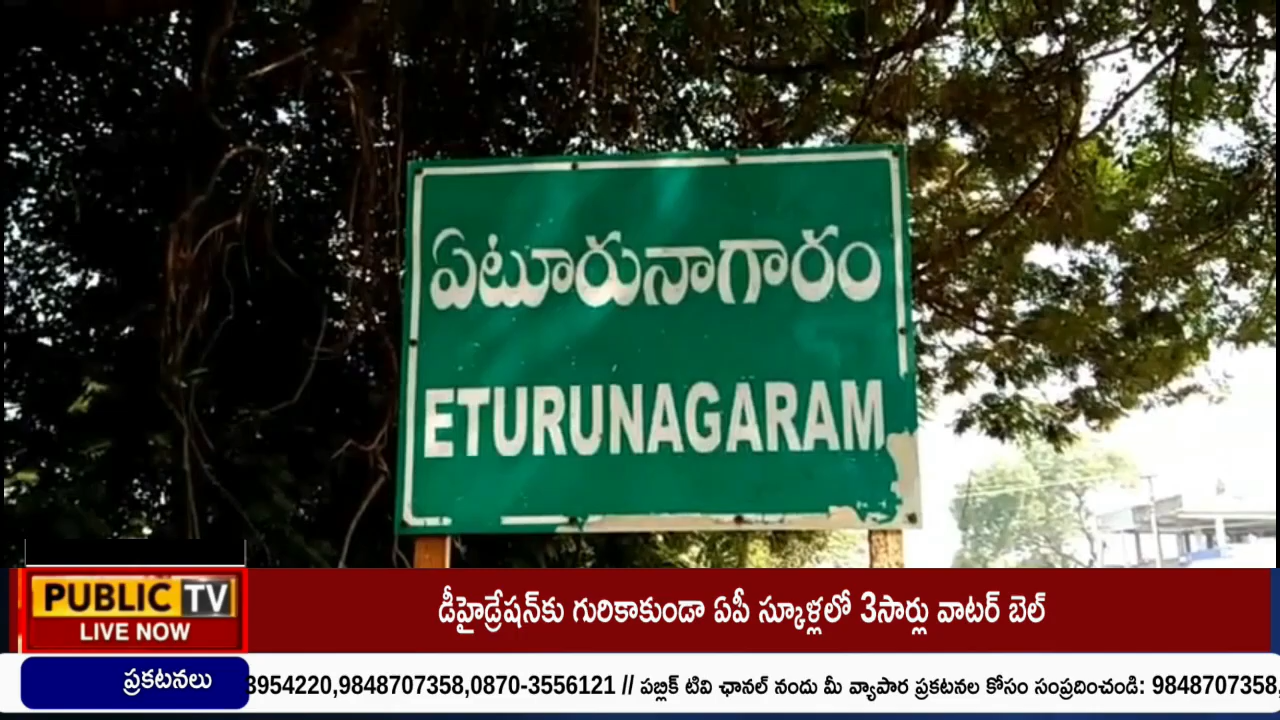 ఏటూరునాగారం
ETURUNAGARAM
PUBLIC TV
LIVE NOW
డీహైడ్రేషన్‌కు గురికాకుండా ఏపీ స్కూళ్లలో 3సార్లు వాటర్ బెల్
ప్రకటనలు
3954220,9848707358,0870-3556121 // పబ్లిక్ టివి ఛానల్ నందు మీ వ్యాపార ప్రకటనల కోసం సంప్రదించండి: 9848707358,